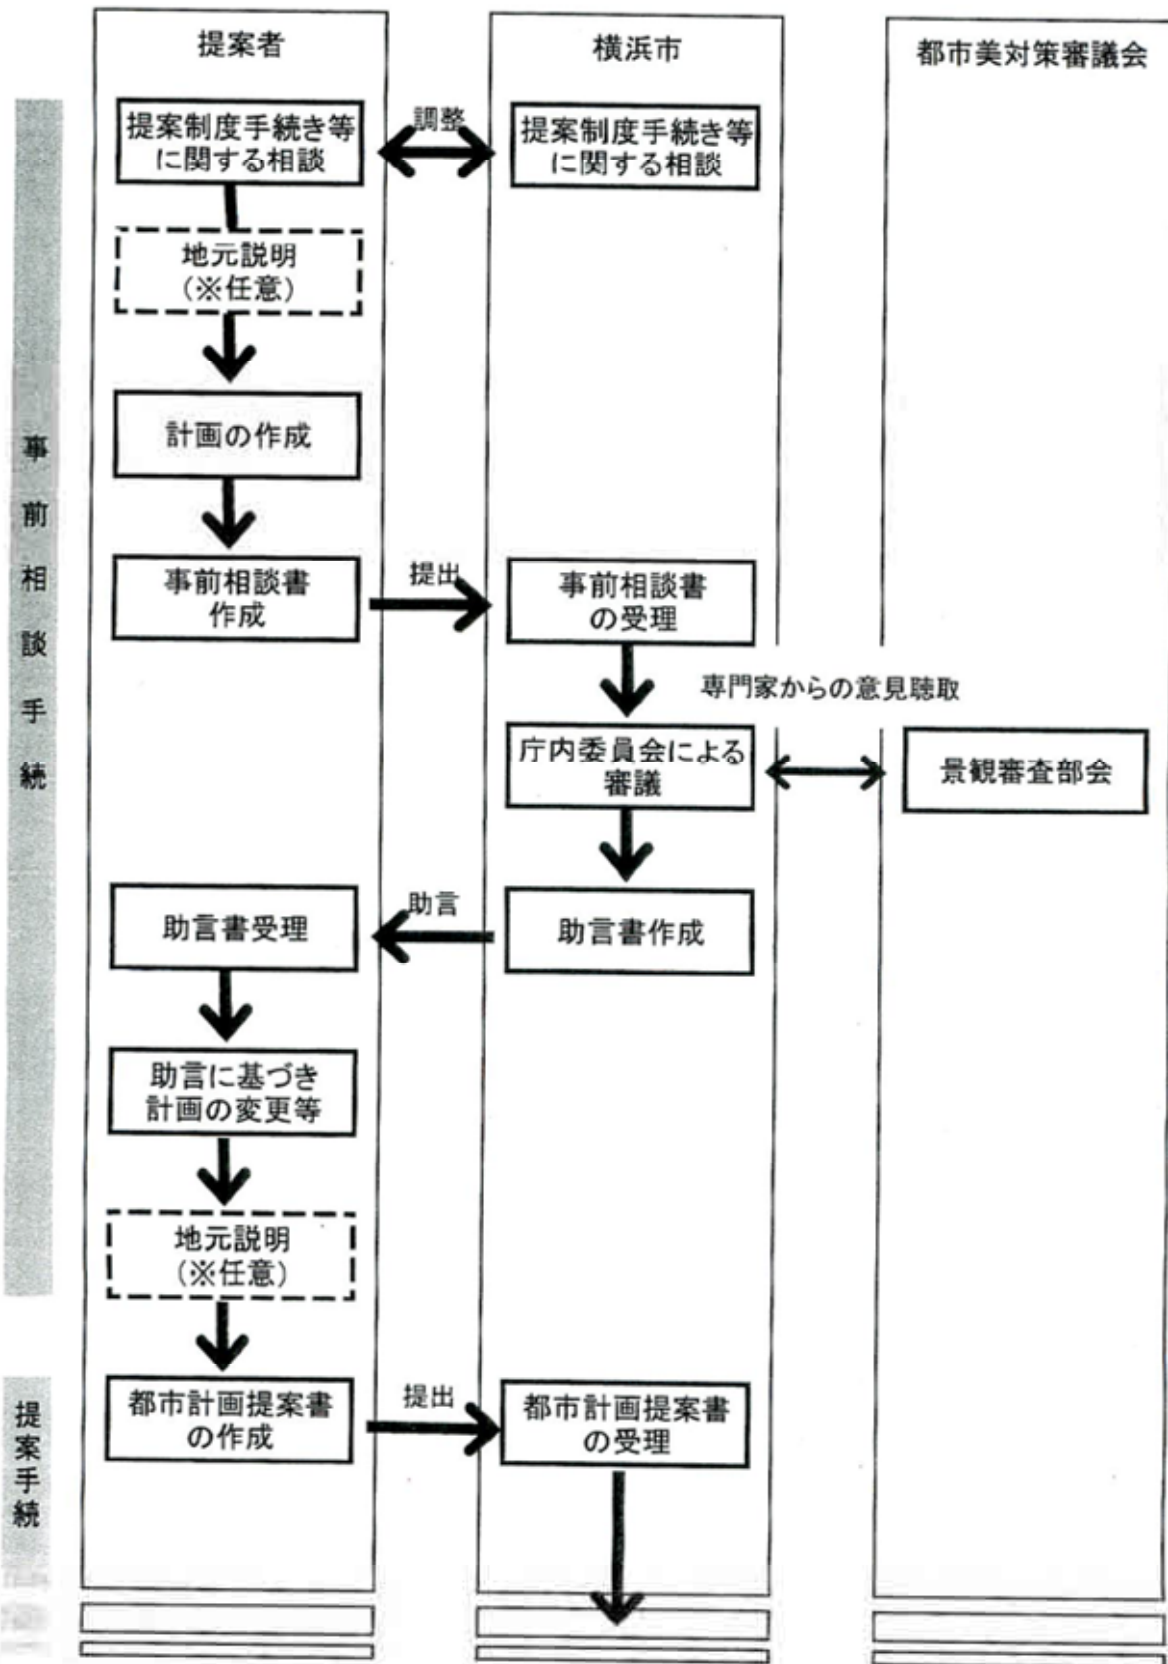 提案者
横浜市
都市美対策審議会
事前相談手続
提案制度手続き等
に関する相談
調整
提案制度手続き等
に関する相談
地元説明
(※任意)
計画の作成
事前相談書
作成
提出
事前相談書
の受理
専門家からの意見聴取
庁内委員会による
審議
景観審査部会
助言書受理
助言
助言書作成
助言に基づき
計画の変更等
地元説明
(※任意)
提案手続
都市計画提案書
の作成
提出
都市計画提案書
の受理